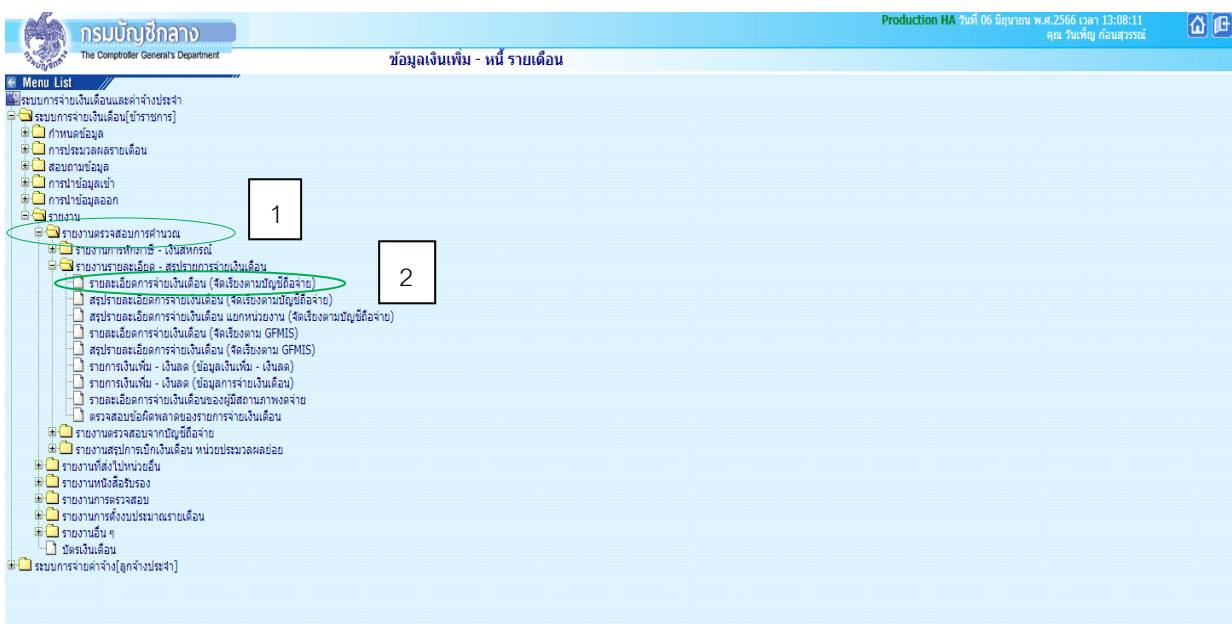 Production HA วันที่ 06 มิถุนายน พ.ศ.2566 เวลา 13:08:11
คุณ วันเพ็ญ ก้อนสุวรรณ์
กรมบัญชีกลาง
The Comptroller General's Department
ข้อมูลเงินเพิ่ม - หนี้ รายเดือน
Menu List
ระบบการจ่ายเงินเดือนและค่าจ้างประจำ
ระบบการจ่ายเงินเดือน[ข้าราชการ]
กำหนดข้อมูล
การประมวลผลรายเดือน
สอบถามข้อมูล
การนำข้อมูลเข้า
การนำข้อมูลออก
รายงาน
1
รายงานตรวจสอบการคำนวณ
รายงานการหักภาษี - เงินสหกรณ์
รายงานรายละเอียด - สรุปรายการจ่ายเงินเดือน
2
รายละเอียดการจ่ายเงินเดือน (จัดเรียงตามบัญชีถือจ่าย)
สรุปรายละเอียดการจ่ายเงินเดือน (จัดเรียงตามบัญชีถือจ่าย)
สรุปรายละเอียดการจ่ายเงินเดือน แยกหน่วยงาน (จัดเรียงตามบัญชีถือจ่าย)
รายละเอียดการจ่ายเงินเดือน (จัดเรียงตาม GFMIS)
สรุปรายละเอียดการจ่ายเงินเดือน (จัดเรียงตาม GFMIS)
รายการเงินเพิ่ม - เงินลด (ข้อมูลเงินเพิ่ม - เงินลด)
รายการเงินเพิ่ม - เงินลด (ข้อมูลการจ่ายเงินเดือน)
รายละเอียดการจ่ายเงินเดือนของผู้มีสถานภาพงดจ่าย
ตรวจสอบข้อผิดพลาดของรายการจ่ายเงินเดือน
รายงานตรวจสอบจากบัญชีถือจ่าย
รายงานสรุปการเบิกเงินเดือน หน่วยประมวลผลย่อย
รายงานที่ส่งไปหน่วยอื่น
รายงานหนังสือรับรอง
รายงานการตรวจสอบ
รายงานการตั้งงบประมาณรายเดือน
รายงานอื่น ๆ
บัตรเงินเดือน
ระบบการจ่ายค่าจ้าง[ลูกจ้างประจำ]